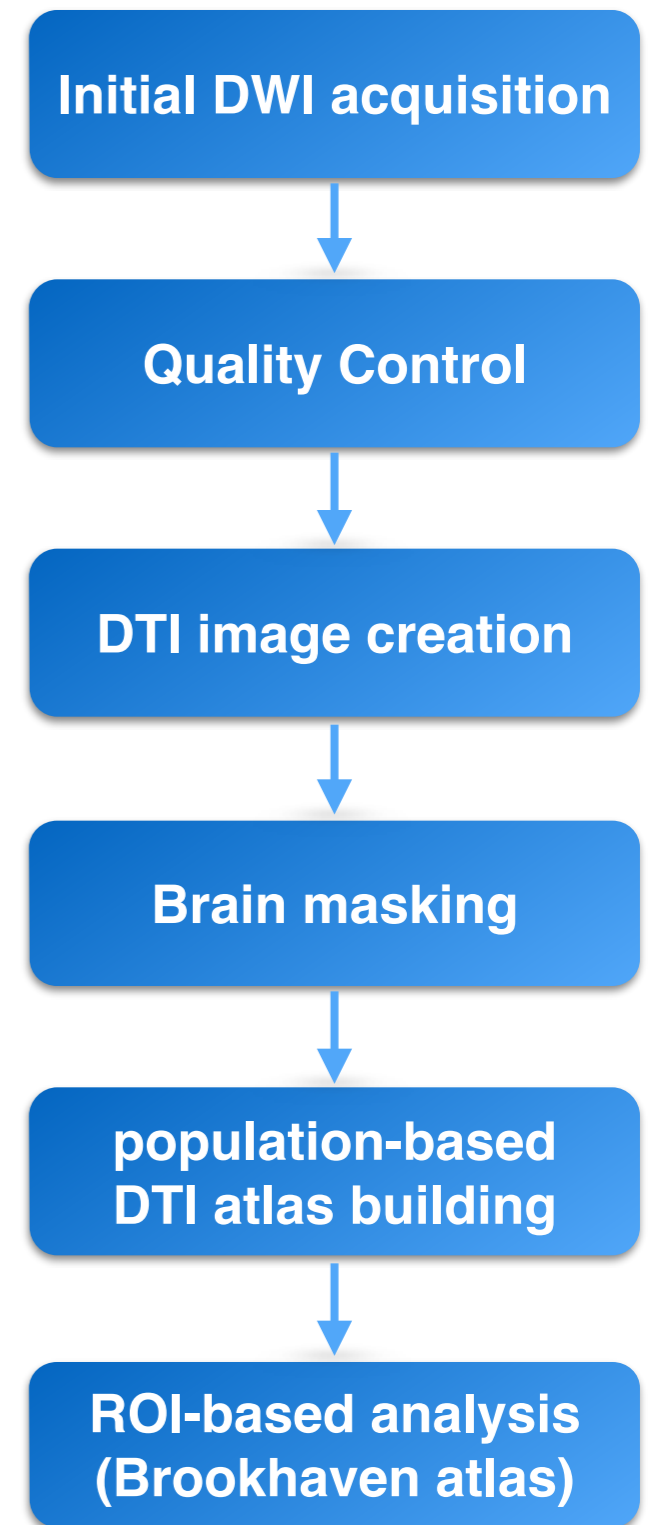 Initial DWI acquisition
Quality Control
DTI image creation
Brain masking
population-based
DTI atlas building
ROI-based analysis
(Brookhaven atlas)